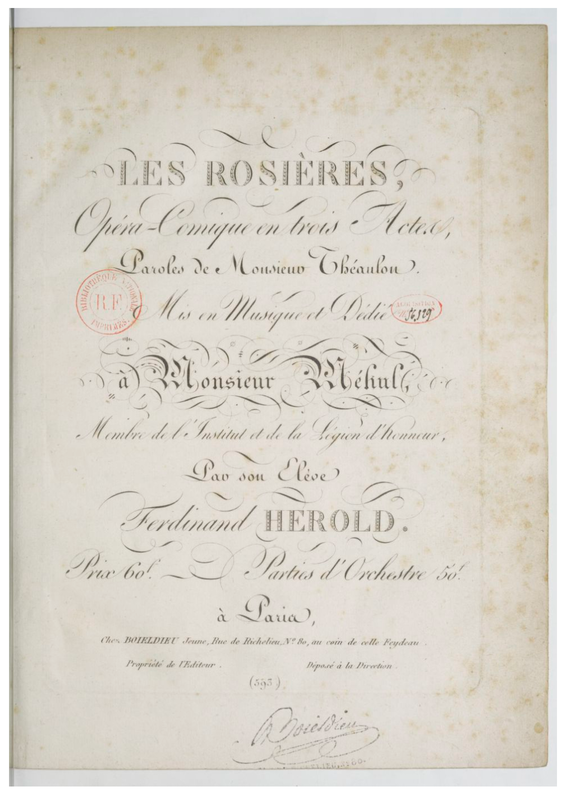 LES ROSIÈRES,
Opéra-Comique en trois Actes,
Paroles de Monsieur Théaulon.
Mis en Musique et Dédié
à Monsieur Méhul,
Membre de l'Institut et de la Légion d'Honneur,
Par son Elève
Ferdinand HEROLD.
Prix 60f. Parties d'Orchestre 50f.
à Paris,
Chez BOIELDIEU Jeune, Rue de Richelieu, No. 80, au coin de celle Feydeau.
Propriété de l'Editeur. Déposé à la Direction.
(393)
Boieldieu
BIBLIOTHÈQUE
R.F.
IMPRIMÉS